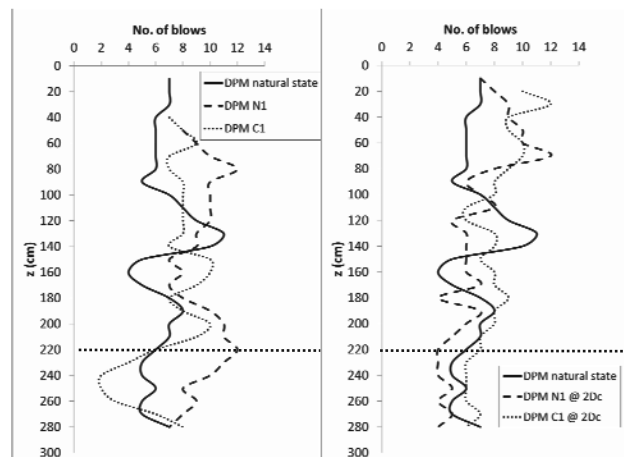 No. of blows
0 2 4 6 8 10 12 14
0
20
40
60
80
100
120
140
160
180
200
220
240
260
280
300
z (cm)
DPM natural state
DPM N1
DPM C1
No. of blows
0 2 4 6 8 10 12 14
0
20
40
60
80
100
120
140
160
180
200
220
240
260
280
300
z (cm)
DPM natural state
DPM N1 @ 2Dc
DPM C1 @ 2Dc